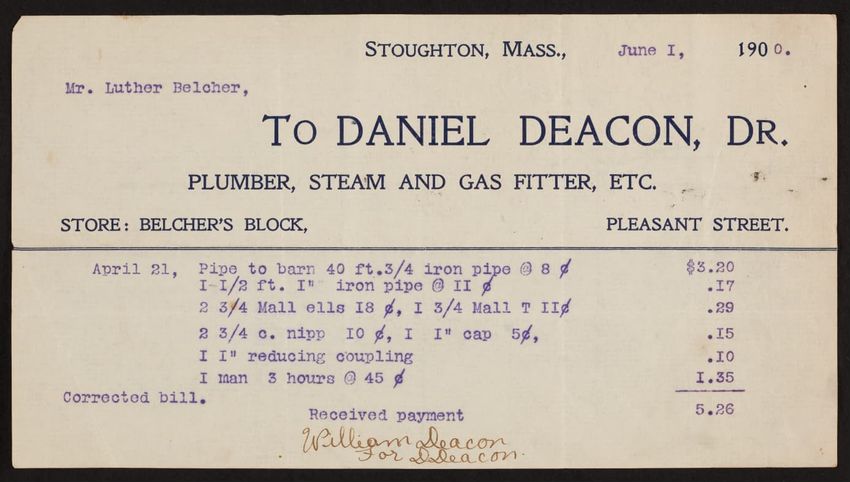 Stoughton, Mass., June I, 1900.
Mr. Luther Belcher,
To DANIEL DEACON, Dr.
PLUMBER, STEAM AND GAS FITTER, ETC.
STORE: BELCHER'S BLOCK, PLEASANT STREET.
April 21, Pipe to barn 40 ft.3/4 iron pipe @ 8 ¢ $3.20
I-I/2 ft. I" iron pipe @ II ¢ .17
2 3/4 Mall ells I8 ¢, I 3/4 Mall T II¢ .29
2 3/4 c. nipp IO ¢, I I" cap 5¢, .15
I I" reducing coupling .10
I man 3 hours @ 45 ¢ I.35
Corrected bill.
5.26
Received payment
William Deacon
For D.Deacon.